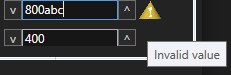 800abc
400
Invalid value